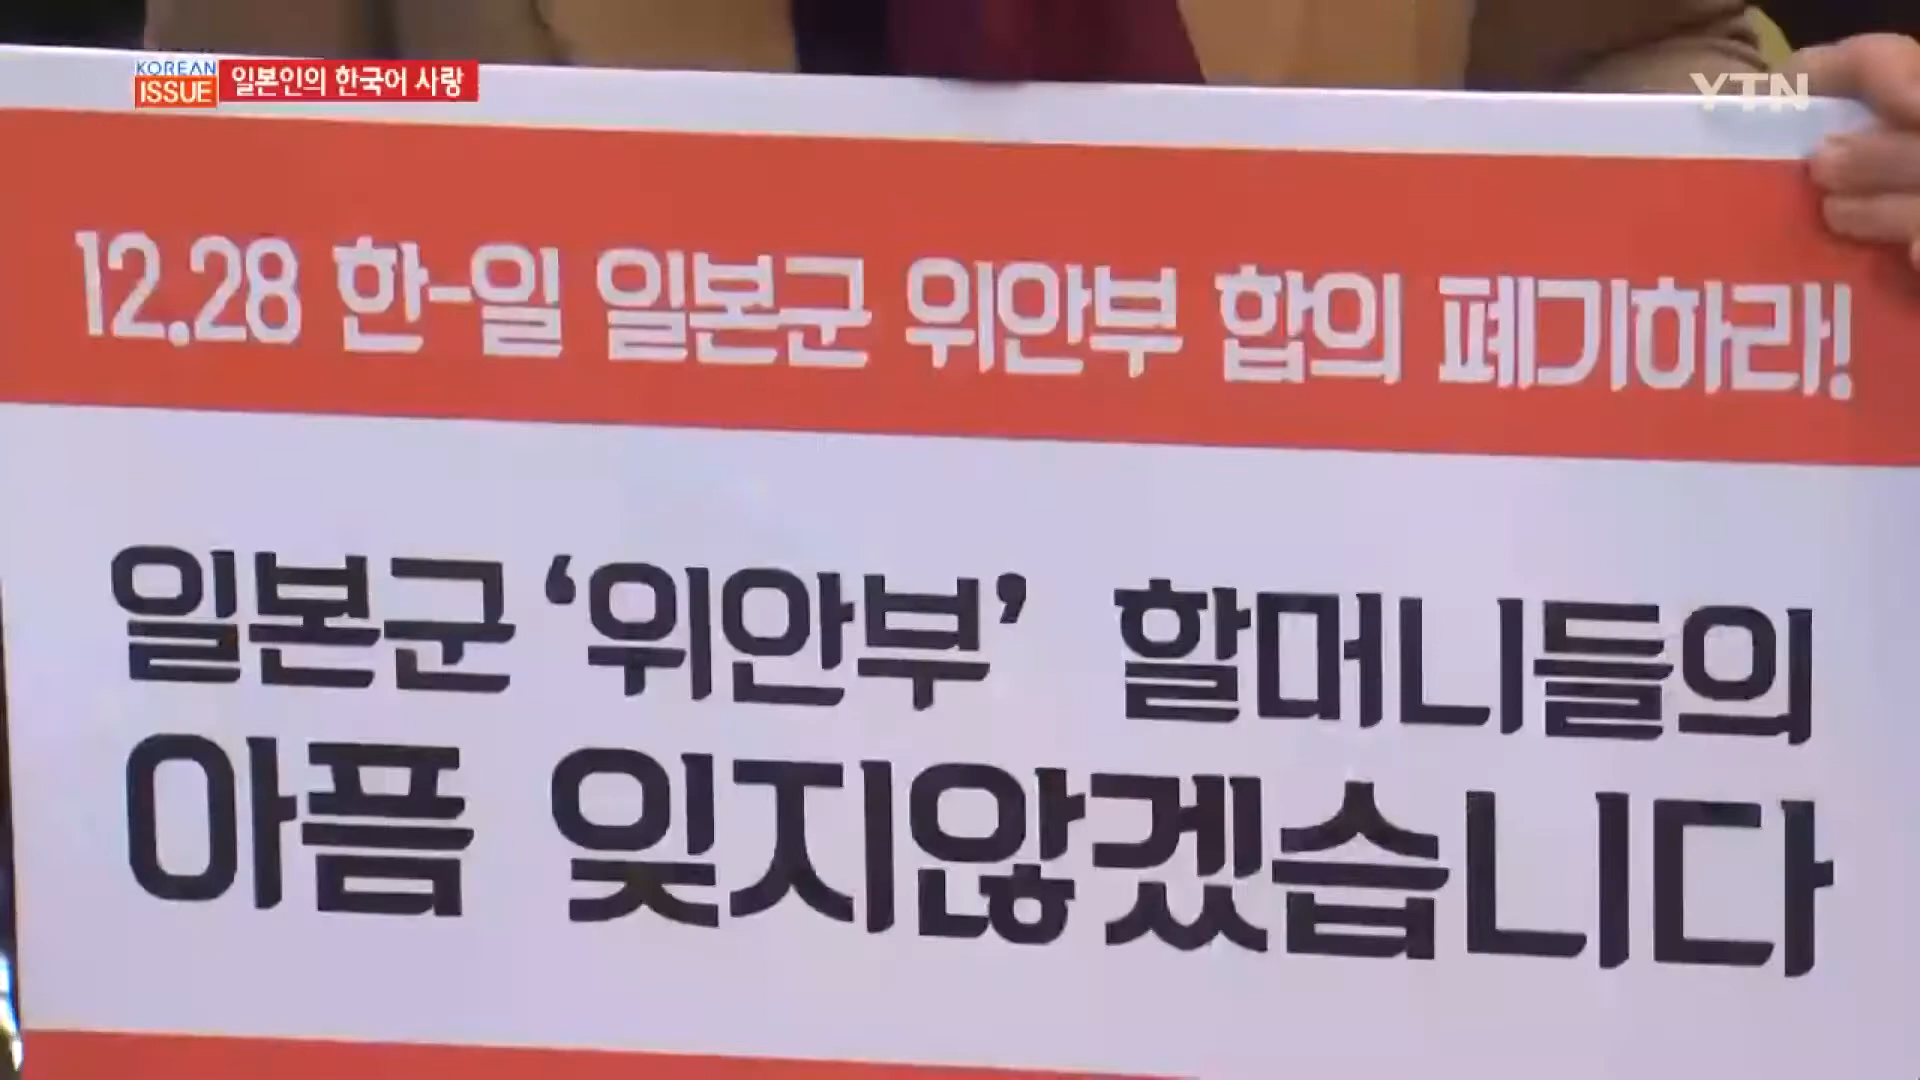 KOREAN
ISSUE
일본인의 한국어 사랑
YTN
12.28 한-일 일본군 위안부 합의 폐기하라!
일본군 ‘위안부’ 할머니들의
아픔 잊지않겠습니다